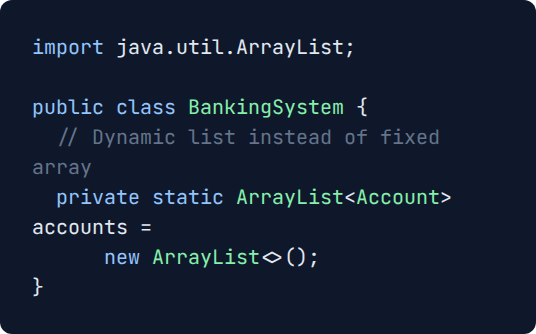 import java.util.ArrayList;
public class BankingSystem {
// Dynamic list instead of fixed
array
private static ArrayList<Account>
accounts =
new ArrayList<>();
}